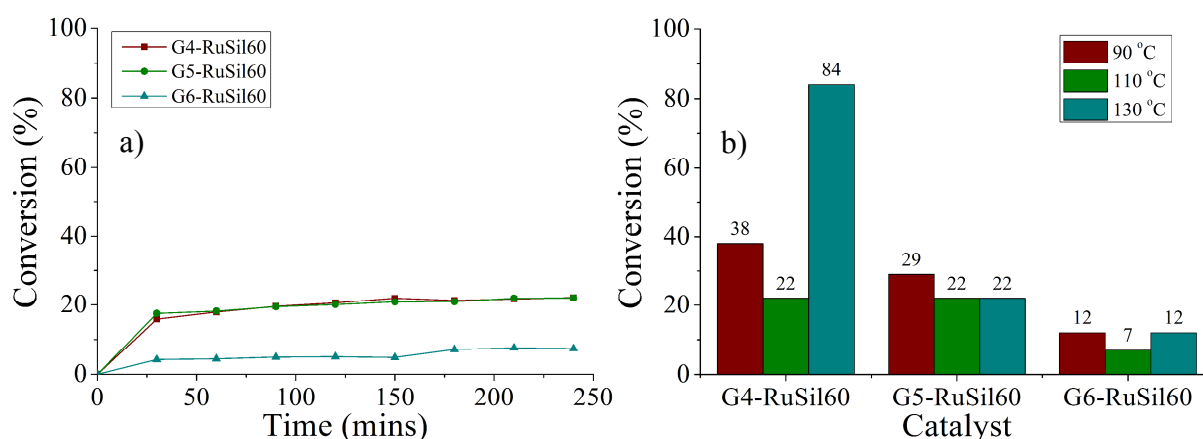 100
80
60
40
20
0
Conversion (%)
G4-RuSil60
G5-RuSil60
G6-RuSil60
a)
0 50 100 150 200 250
Time (mins)
100
80
60
40
20
0
Conversion (%)
b)
90 °C
110 °C
130 °C
38 22 84
29 22 22
12 7 12
G4-RuSil60 G5-RuSil60 G6-RuSil60
Catalyst